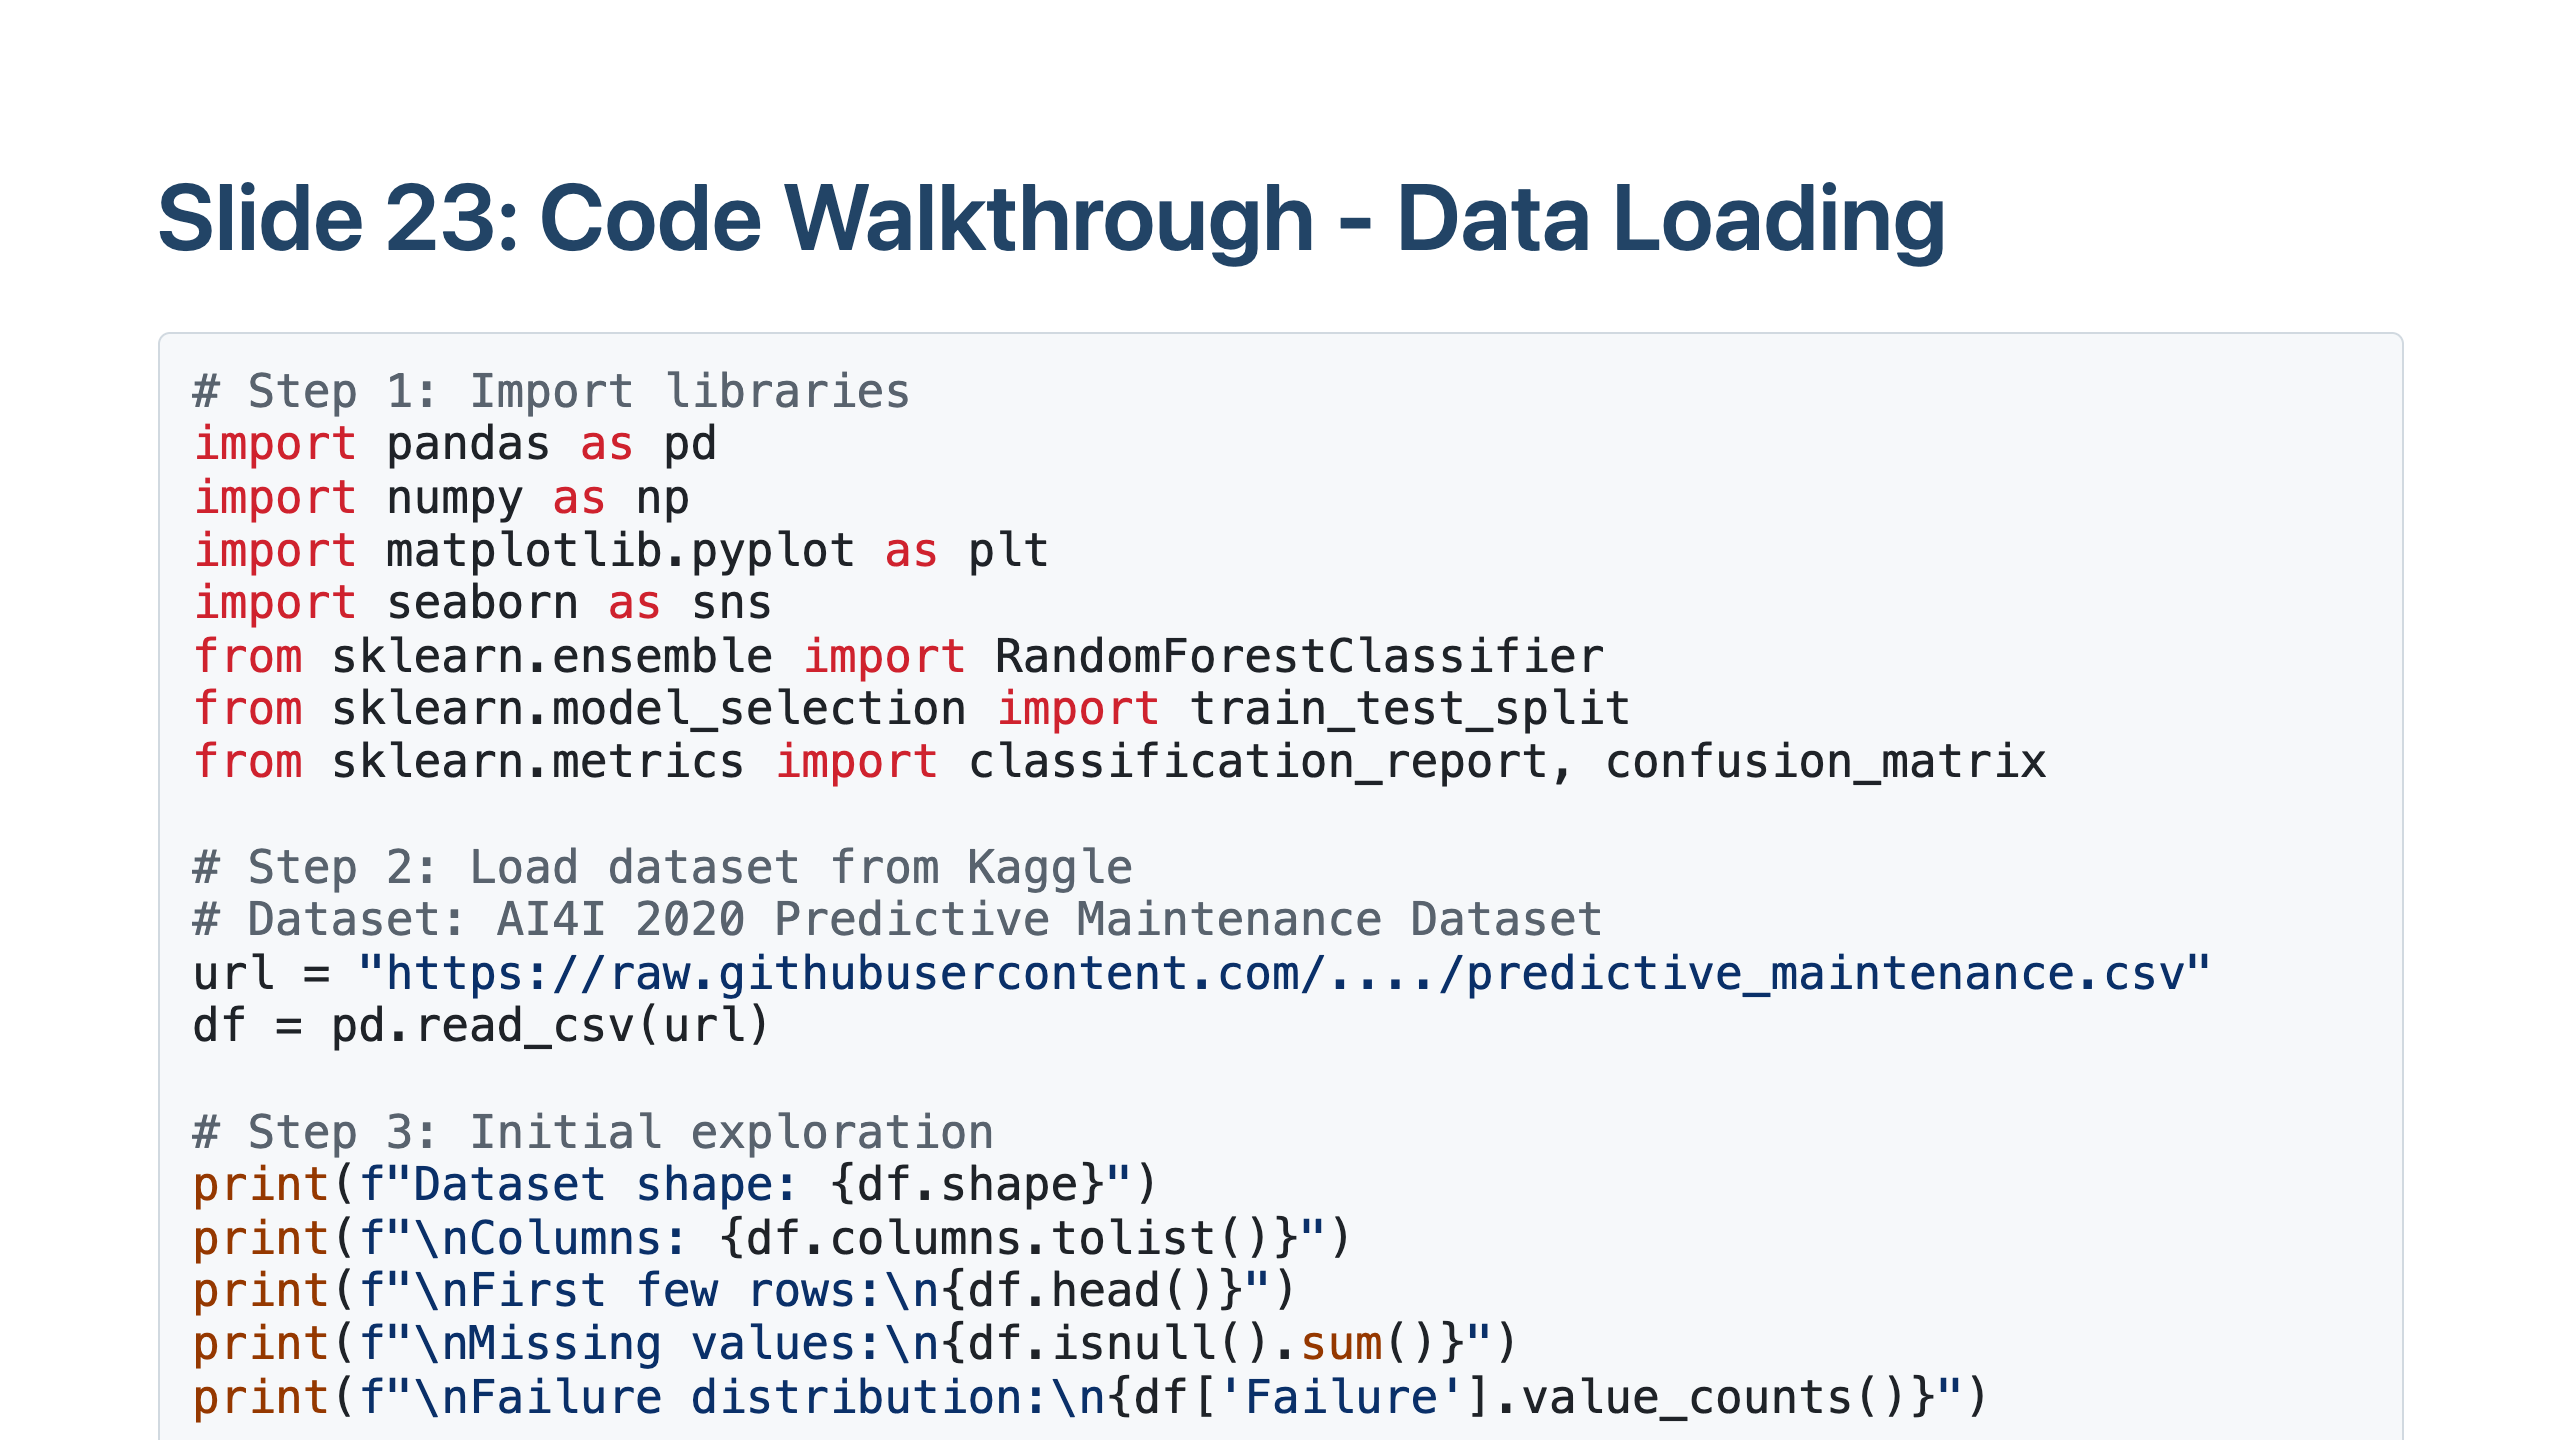 Slide 23: Code Walkthrough - Data Loading
# Step 1: Import libraries
import pandas as pd
import numpy as np
import matplotlib.pyplot as plt
import seaborn as sns
from sklearn.ensemble import RandomForestClassifier
from sklearn.model_selection import train_test_split
from sklearn.metrics import classification_report, confusion_matrix
# Step 2: Load dataset from Kaggle
# Dataset: AI4I 2020 Predictive Maintenance Dataset
url = "https://raw.githubusercontent.com/..../predictive_maintenance.csv"
df = pd.read_csv(url)
# Step 3: Initial exploration
print(f"Dataset shape: {df.shape}")
print(f"\nColumns: {df.columns.tolist()}")
print(f"\nFirst few rows:\n{df.head()}")
print(f"\nMissing values:\n{df.isnull().sum()}")
print(f"\nFailure distribution:\n{df['Failure'].value_counts()}")